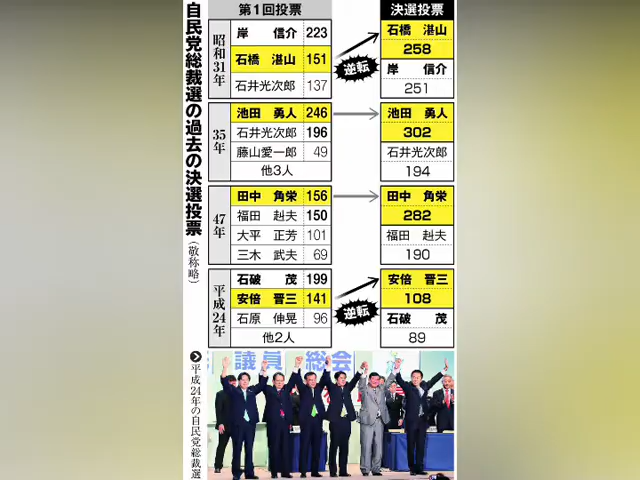 自民党総裁選の過去の決選投票
(敬称略)
第1回投票
決選投票
昭和31年
岸 信介 223
石橋 湛山 151
石井光次郎 137
逆転
石橋 湛山
258
岸 信介
251
35年
池田 勇人 246
石井光次郎 196
藤山愛一郎 49
他3人
池田 勇人
302
石井光次郎
194
47年
田中 角栄 156
福田 赳夫 150
大平 正芳 101
三木 武夫 69
田中 角栄
282
福田 赳夫
190
平成24年
石破 茂 199
安倍 晋三 141
石原 伸晃 96
他2人
逆転
安倍 晋三
108
石破 茂
89
平成24年の自民党総裁選
議員 総会